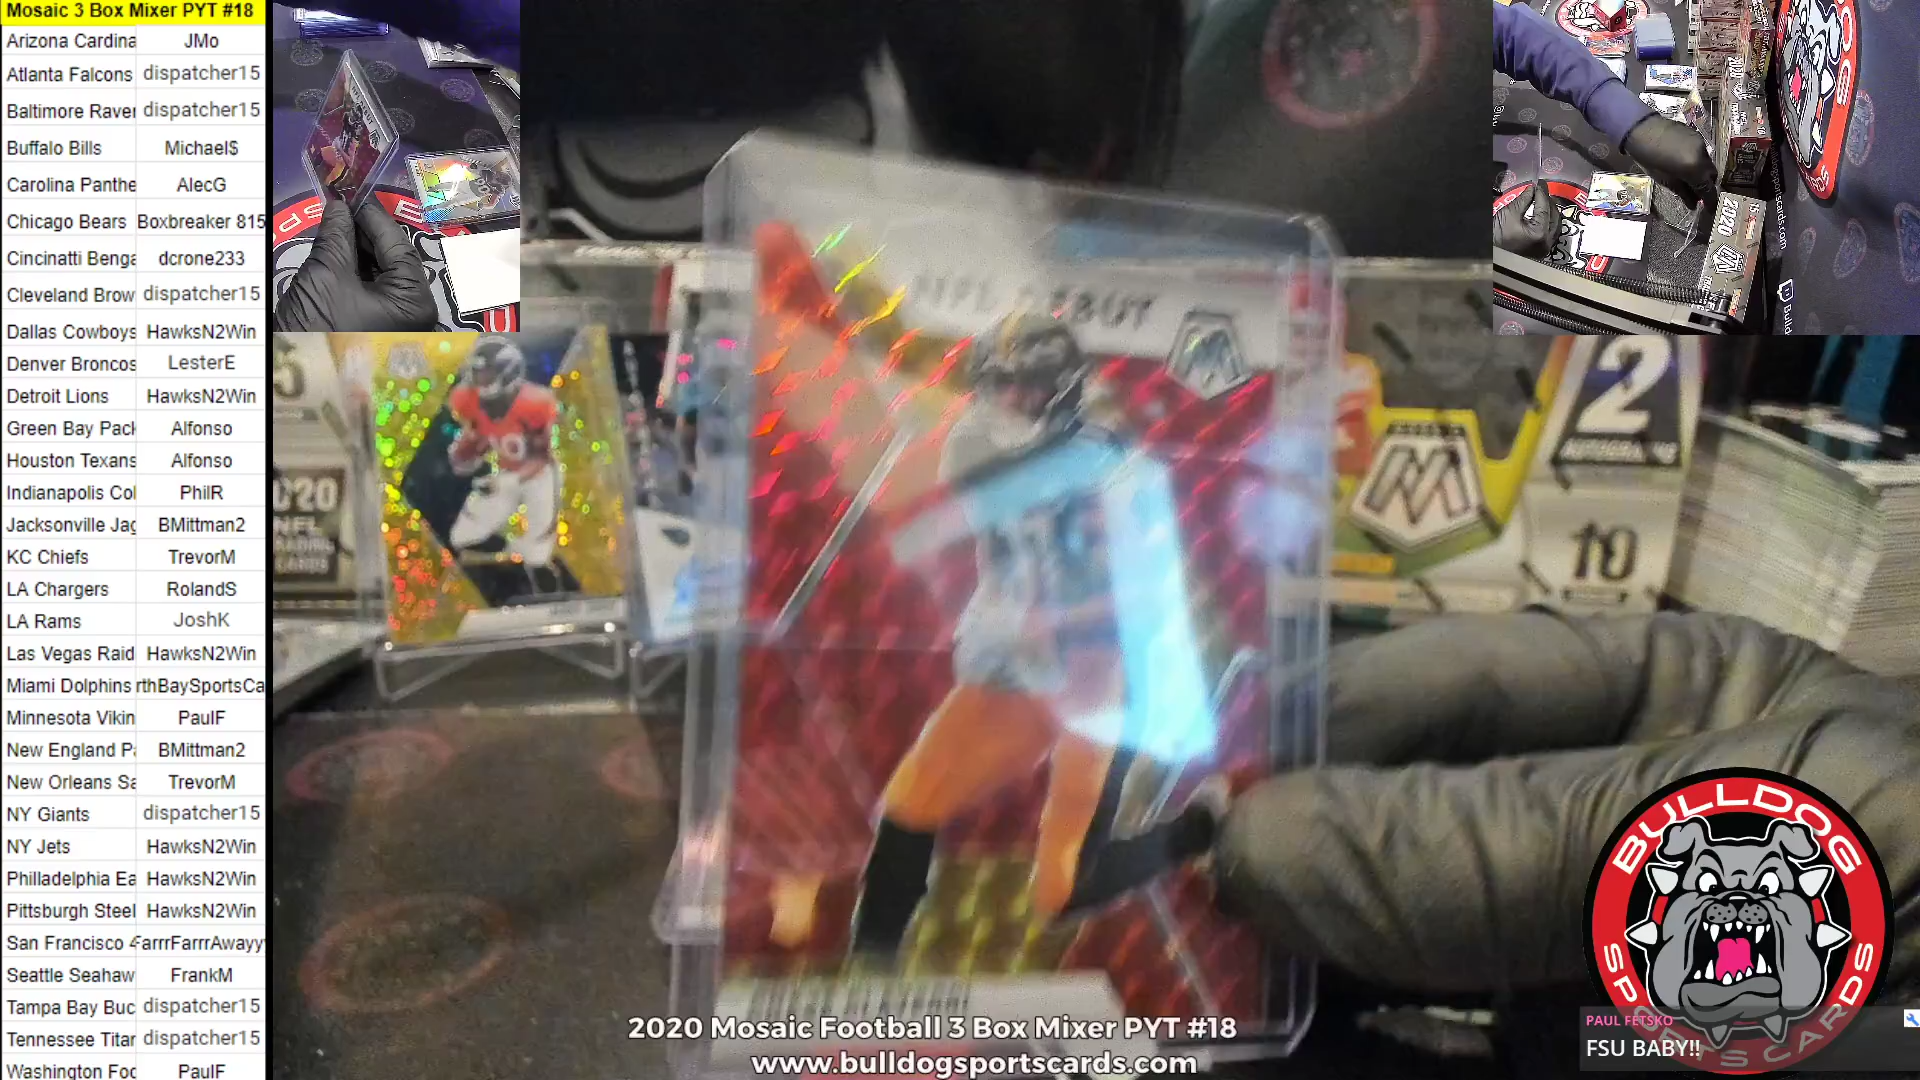 Mosaic 3 Box Mixer PYT #18
Arizona Cardina JMo
Atlanta Falcons dispatcher15
Baltimore Raver dispatcher15
Buffalo Bills Michael$
Carolina Panthe AlecG
Chicago Bears Boxbreaker 815
Cincinatti Benga dcrone233
Cleveland Brow dispatcher15
Dallas Cowboys HawksN2Win
Denver Broncos LesterE
Detroit Lions HawksN2Win
Green Bay Pack Alfonso
Houston Texans Alfonso
Indianapolis Col PhilR
Jacksonville Jag BMittman2
KC Chiefs TrevorM
LA Chargers RolandS
LA Rams JoshK
Las Vegas Raid HawksN2Win
Miami Dolphins rthBaySportsCa
Minnesota Vikin PaulF
New England Pa BMittman2
New Orleans Sa TrevorM
NY Giants dispatcher15
NY Jets HawksN2Win
Philadelphia Ea HawksN2Win
Pittsburgh Steel HawksN2Win
San Francisco 4 FarrrFarrrAwayy
Seattle Seahaw FrankM
Tampa Bay Buc dispatcher15
Tennessee Titar dispatcher15
Washington Foo PaulF
2020
NFL DEBUT
2
AUTOGRAPHS
10
2020
BULLDOG
SPORTS CARDS
PAUL FETSKO
FSU BABY!!
2020 Mosaic Football 3 Box Mixer PYT #18
www.bulldogsportscards.com